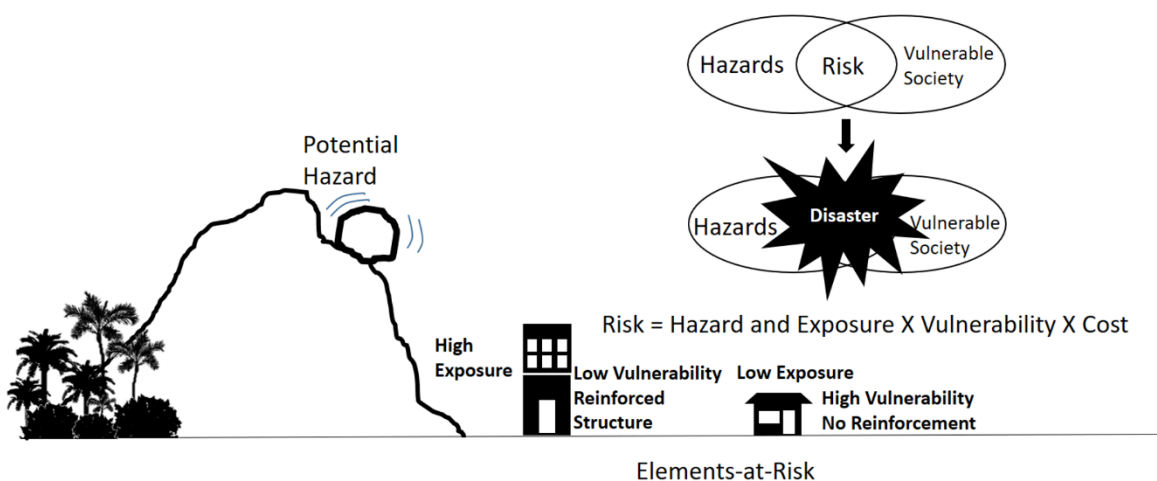 Hazards
Risk
Vulnerable
Society
Potential
Hazard
Hazards
Disaster
Vulnerable
Society
Risk = Hazard and Exposure X Vulnerability X Cost
High
Exposure
Low Vulnerability
Reinforced
Structure
Low Exposure
High Vulnerability
No Reinforcement
Elements-at-Risk